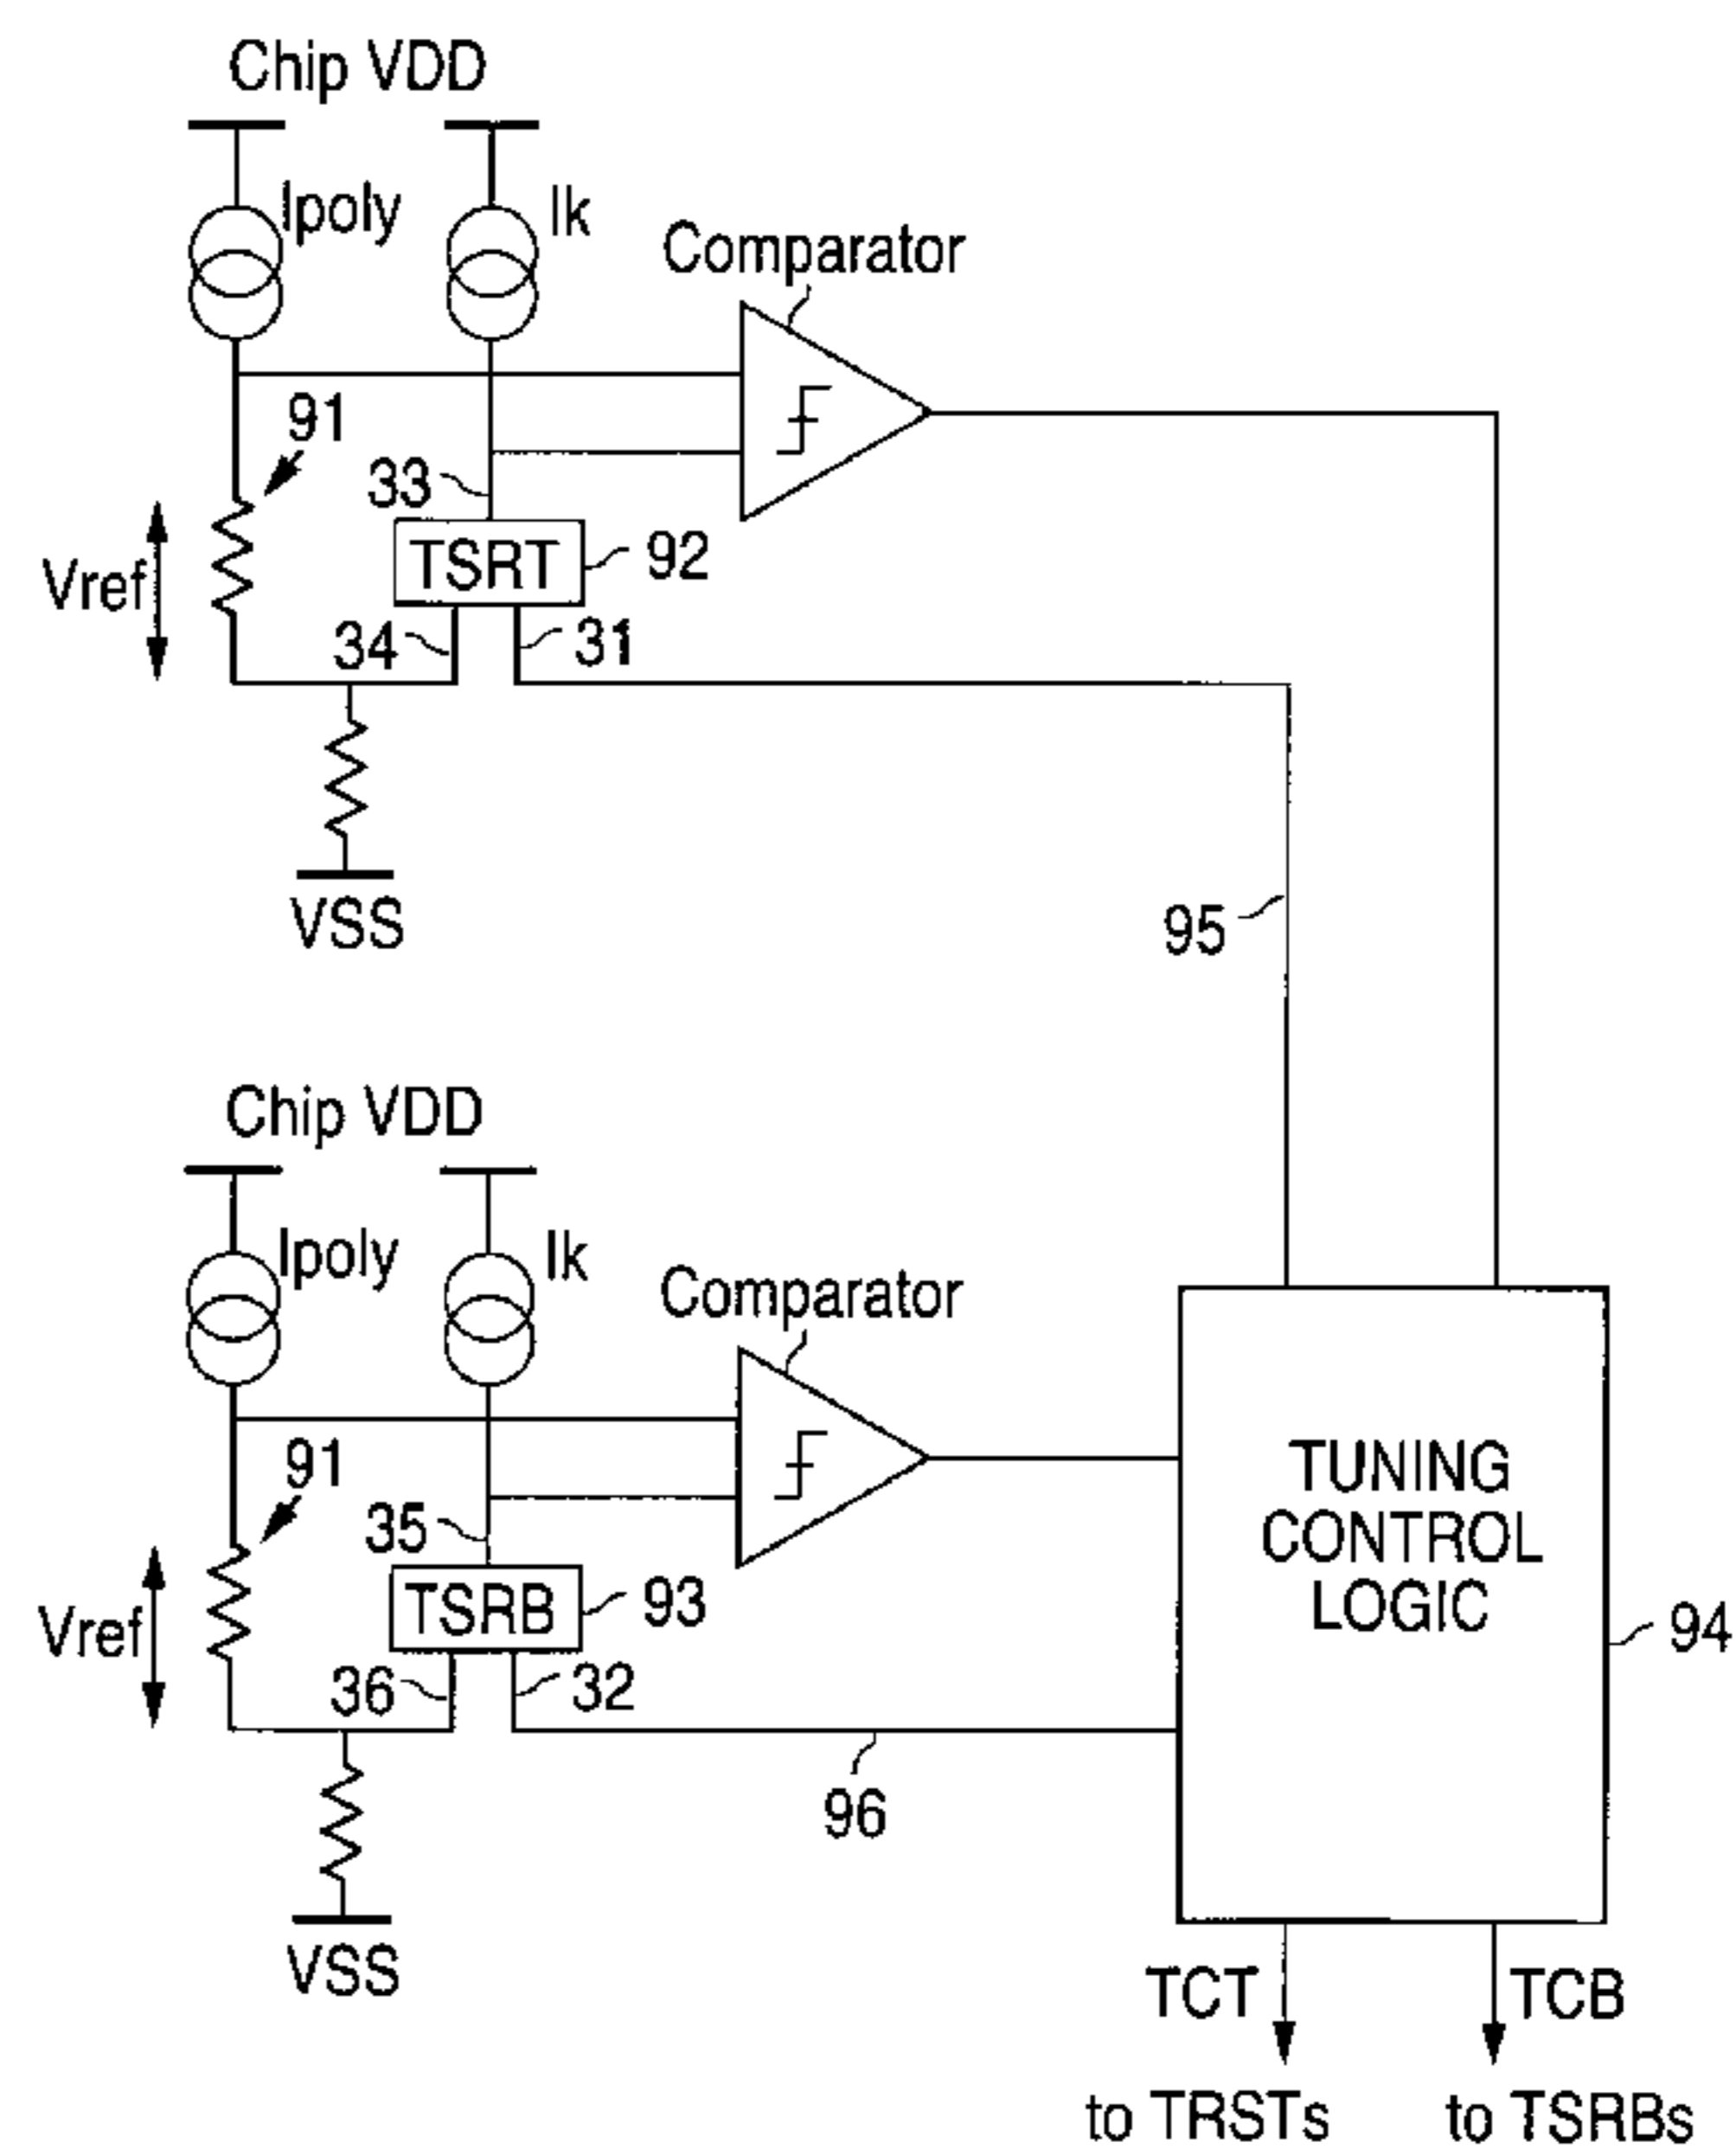 Chip VDD
Ipoly
Ik
Comparator
91
33
Vref
TSRT
92
34
31
VSS
95
Chip VDD
Ipoly
Ik
Comparator
91
35
Vref
TSRB
93
36
32
96
VSS
TUNING
CONTROL
LOGIC
94
TCT
TCB
to TRSTs
to TSRBs